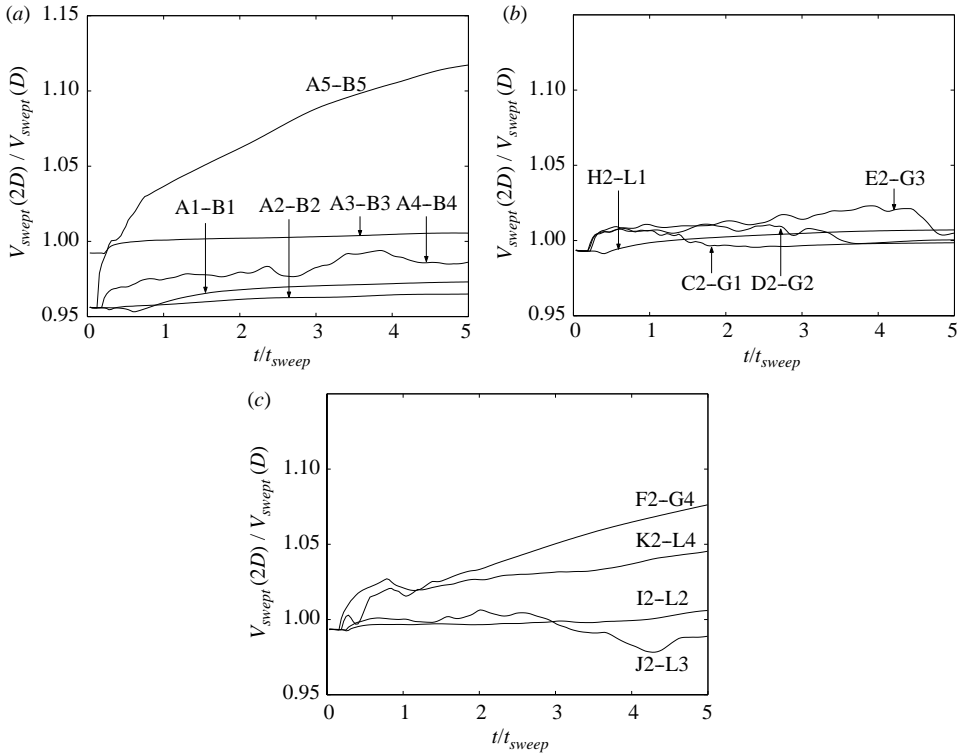 (a)
1.15
1.10
1.05
1.00
0.95
V_swept (2D) / V_swept (D)
A5–B5
A1–B1
A2–B2
A3–B3
A4–B4
0 1 2 3 4 5
t/t_sweep
(b)
1.10
1.05
1.00
0.95
V_swept (2D) / V_swept (D)
H2–L1
E2–G3
C2–G1
D2–G2
0 1 2 3 4 5
t/t_sweep
(c)
1.10
1.05
1.00
0.95
V_swept (2D) / V_swept (D)
F2–G4
K2–L4
I2–L2
J2–L3
0 1 2 3 4 5
t/t_sweep